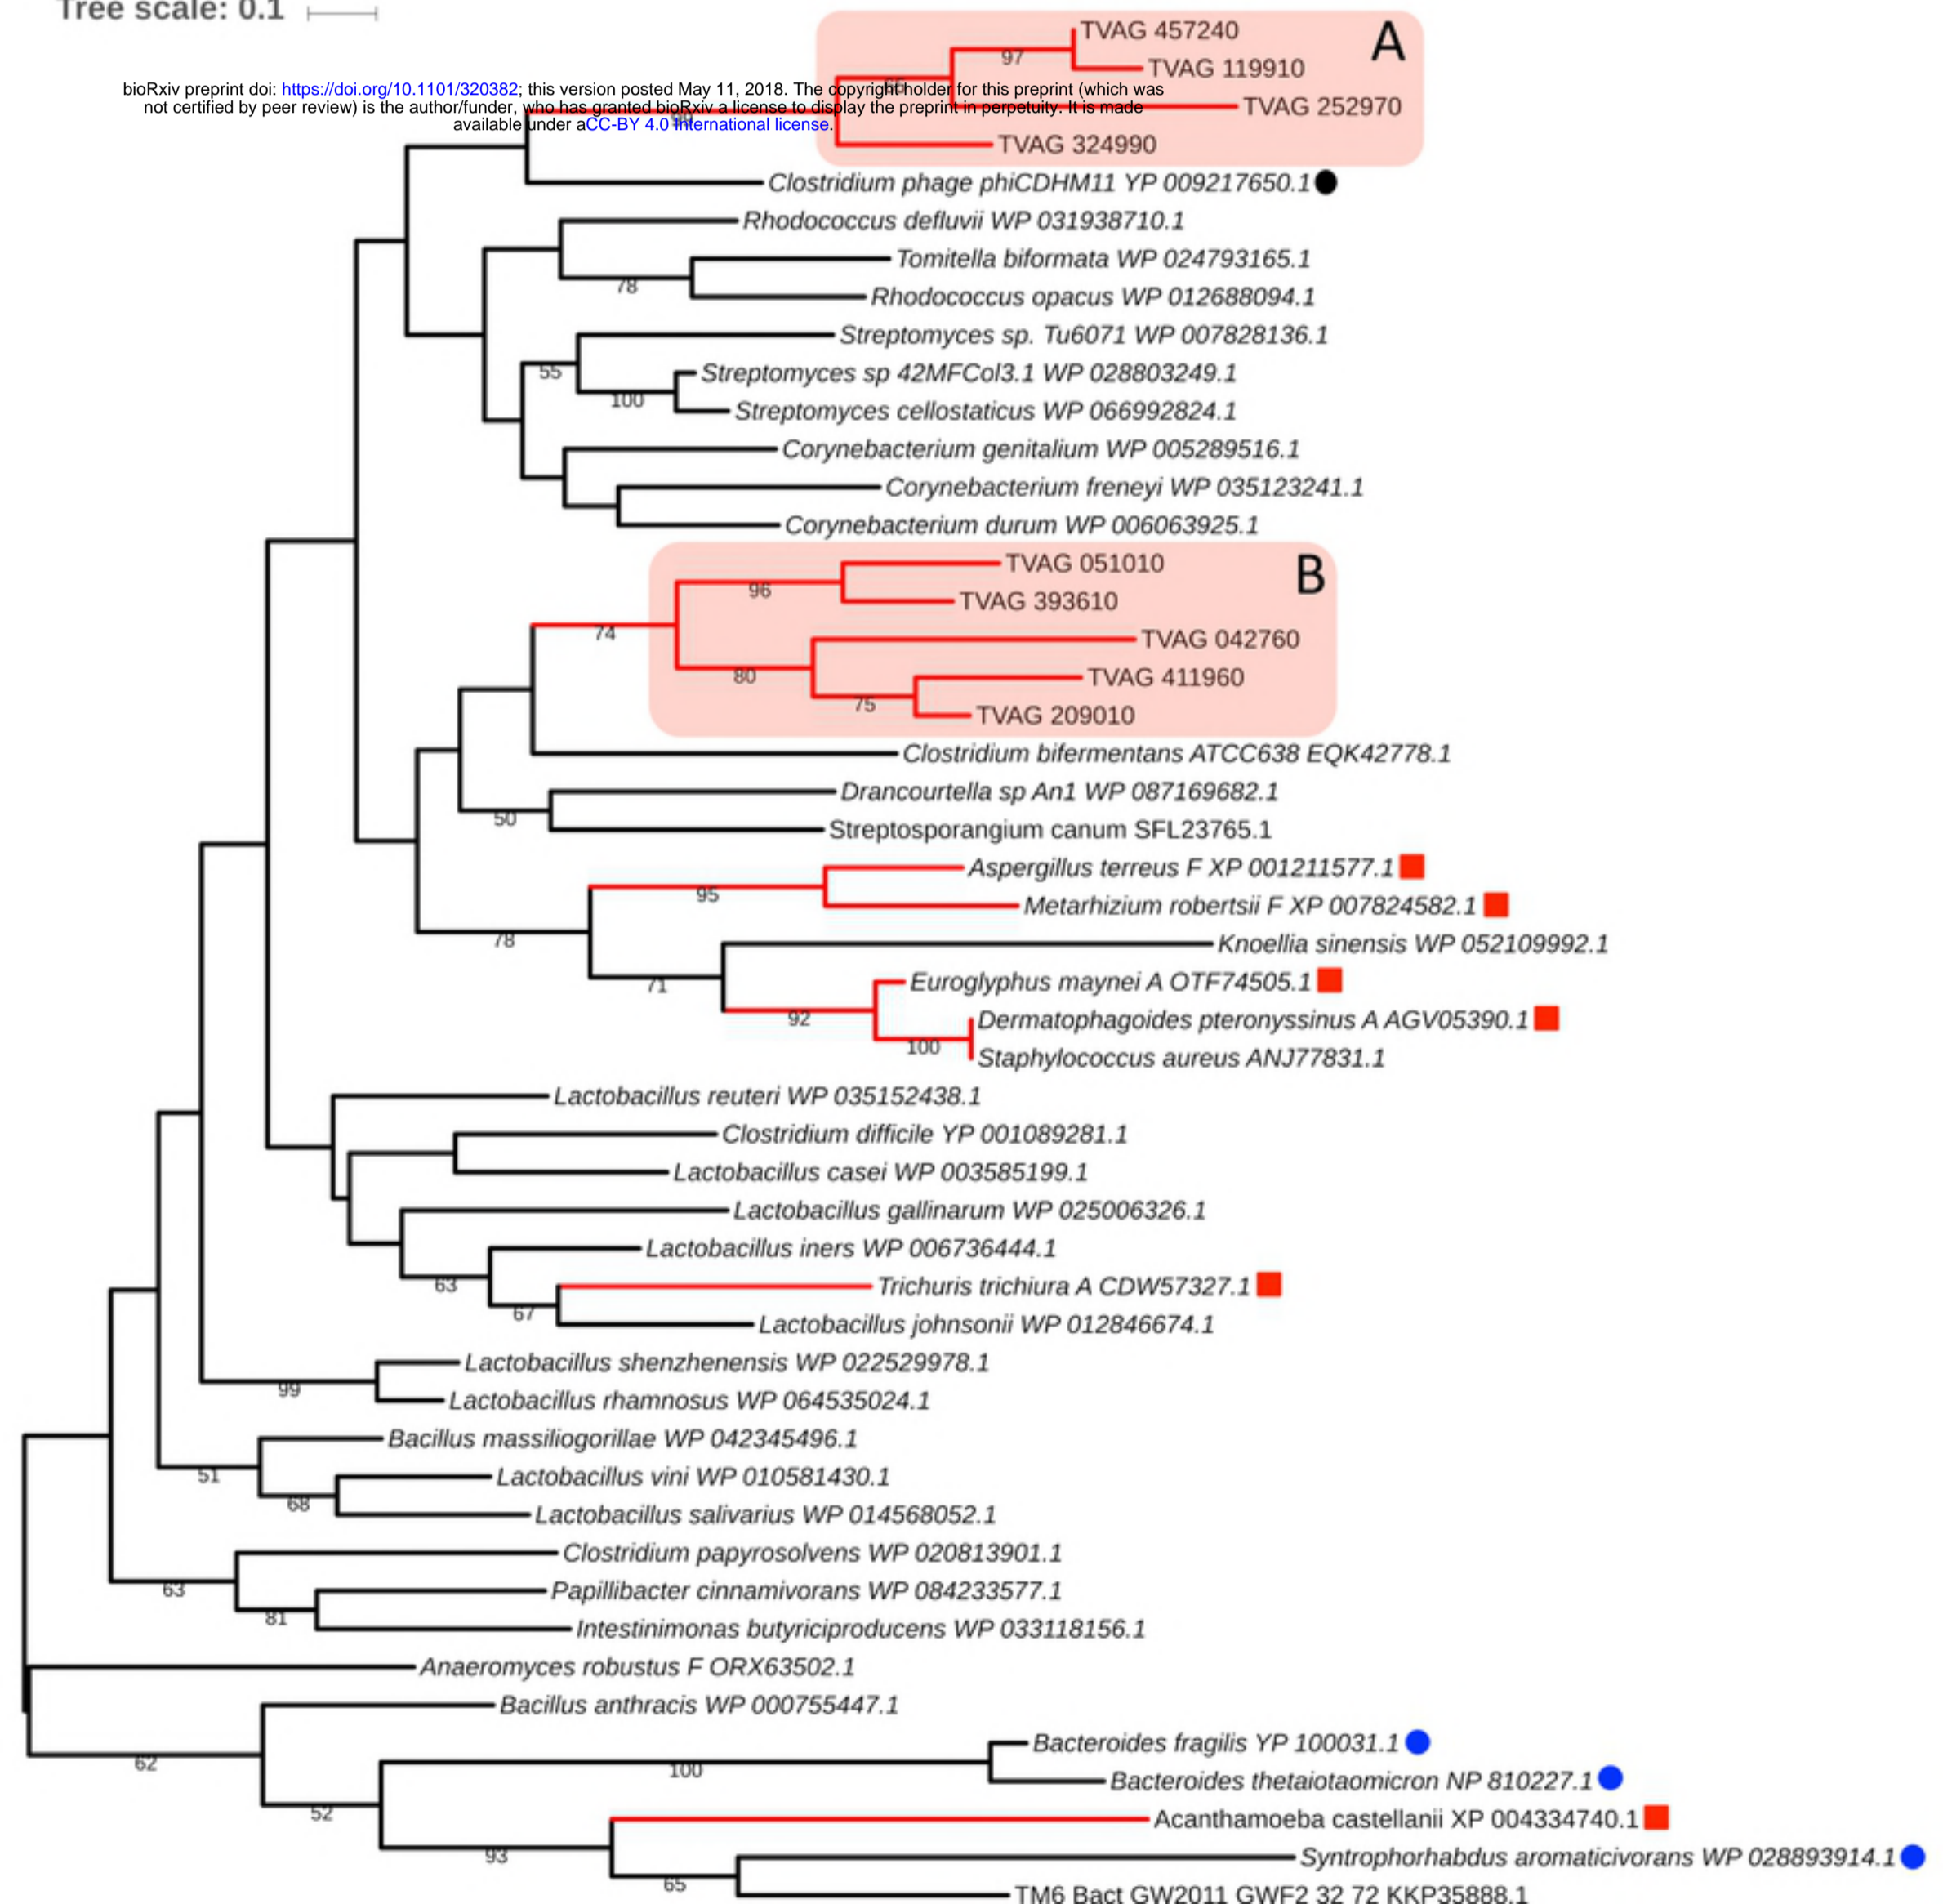 Tree scale: 0.1
TVAG 457240
A
97
TVAG 119910
bioRxiv preprint doi: https://doi.org/10.1101/320382; this version posted May 11, 2018. The copyright holder for this preprint (which was
not certified by peer review) is the author/funder, who has granted bioRxiv a license to display the preprint in perpetuity. It is made
available under aCC-BY 4.0 International license.
TVAG 252970
TVAG 324990
Clostridium phage phiCDHM11 YP 009217650.1
Rhodococcus defluvii WP 031938710.1
Tomitella biformata WP 024793165.1
78
Rhodococcus opacus WP 012688094.1
Streptomyces sp. Tu6071 WP 007828136.1
55
Streptomyces sp 42MFCol3.1 WP 028803249.1
100
Streptomyces cellostaticus WP 066992824.1
Corynebacterium genitalium WP 005289516.1
Corynebacterium freneyi WP 035123241.1
Corynebacterium durum WP 006063925.1
TVAG 051010
B
96
TVAG 393610
74
TVAG 042760
80
TVAG 411960
75
TVAG 209010
Clostridium bifermentans ATCC638 EQK42778.1
Drancourtella sp An1 WP 087169682.1
50
Streptosporangium canum SFL23765.1
Aspergillus terreus F XP 001211577.1
95
Metarhizium robertsii F XP 007824582.1
78
Knoellia sinensis WP 052109992.1
71
Euroglyphus maynei A OTF74505.1
92
Dermatophagoides pteronyssinus A AGV05390.1
100
Staphylococcus aureus ANJ77831.1
Lactobacillus reuteri WP 035152438.1
Clostridium difficile YP 001089281.1
Lactobacillus casei WP 003585199.1
Lactobacillus gallinarum WP 025006326.1
Lactobacillus iners WP 006736444.1
63
Trichuris trichiura A CDW57327.1
67
Lactobacillus johnsonii WP 012846674.1
Lactobacillus shenzhenensis WP 022529978.1
99
Lactobacillus rhamnosus WP 064535024.1
Bacillus massiliogorillae WP 042345496.1
51
Lactobacillus vini WP 010581430.1
68
Lactobacillus salivarius WP 014568052.1
Clostridium papyrosolvens WP 020813901.1
63
Papillibacter cinnamivorans WP 084233577.1
81
Intestinimonas butyriciproducens WP 033118156.1
Anaeromyces robustus F ORX63502.1
Bacillus anthracis WP 000755447.1
62
Bacteroides fragilis YP 100031.1
100
Bacteroides thetaiotaomicron NP 810227.1
52
Acanthamoeba castellanii XP 004334740.1
93
Syntrophorhabdus aromaticivorans WP 028893914.1
65
TM6 Bact GW2011 GWF2 32 72 KKP35888.1